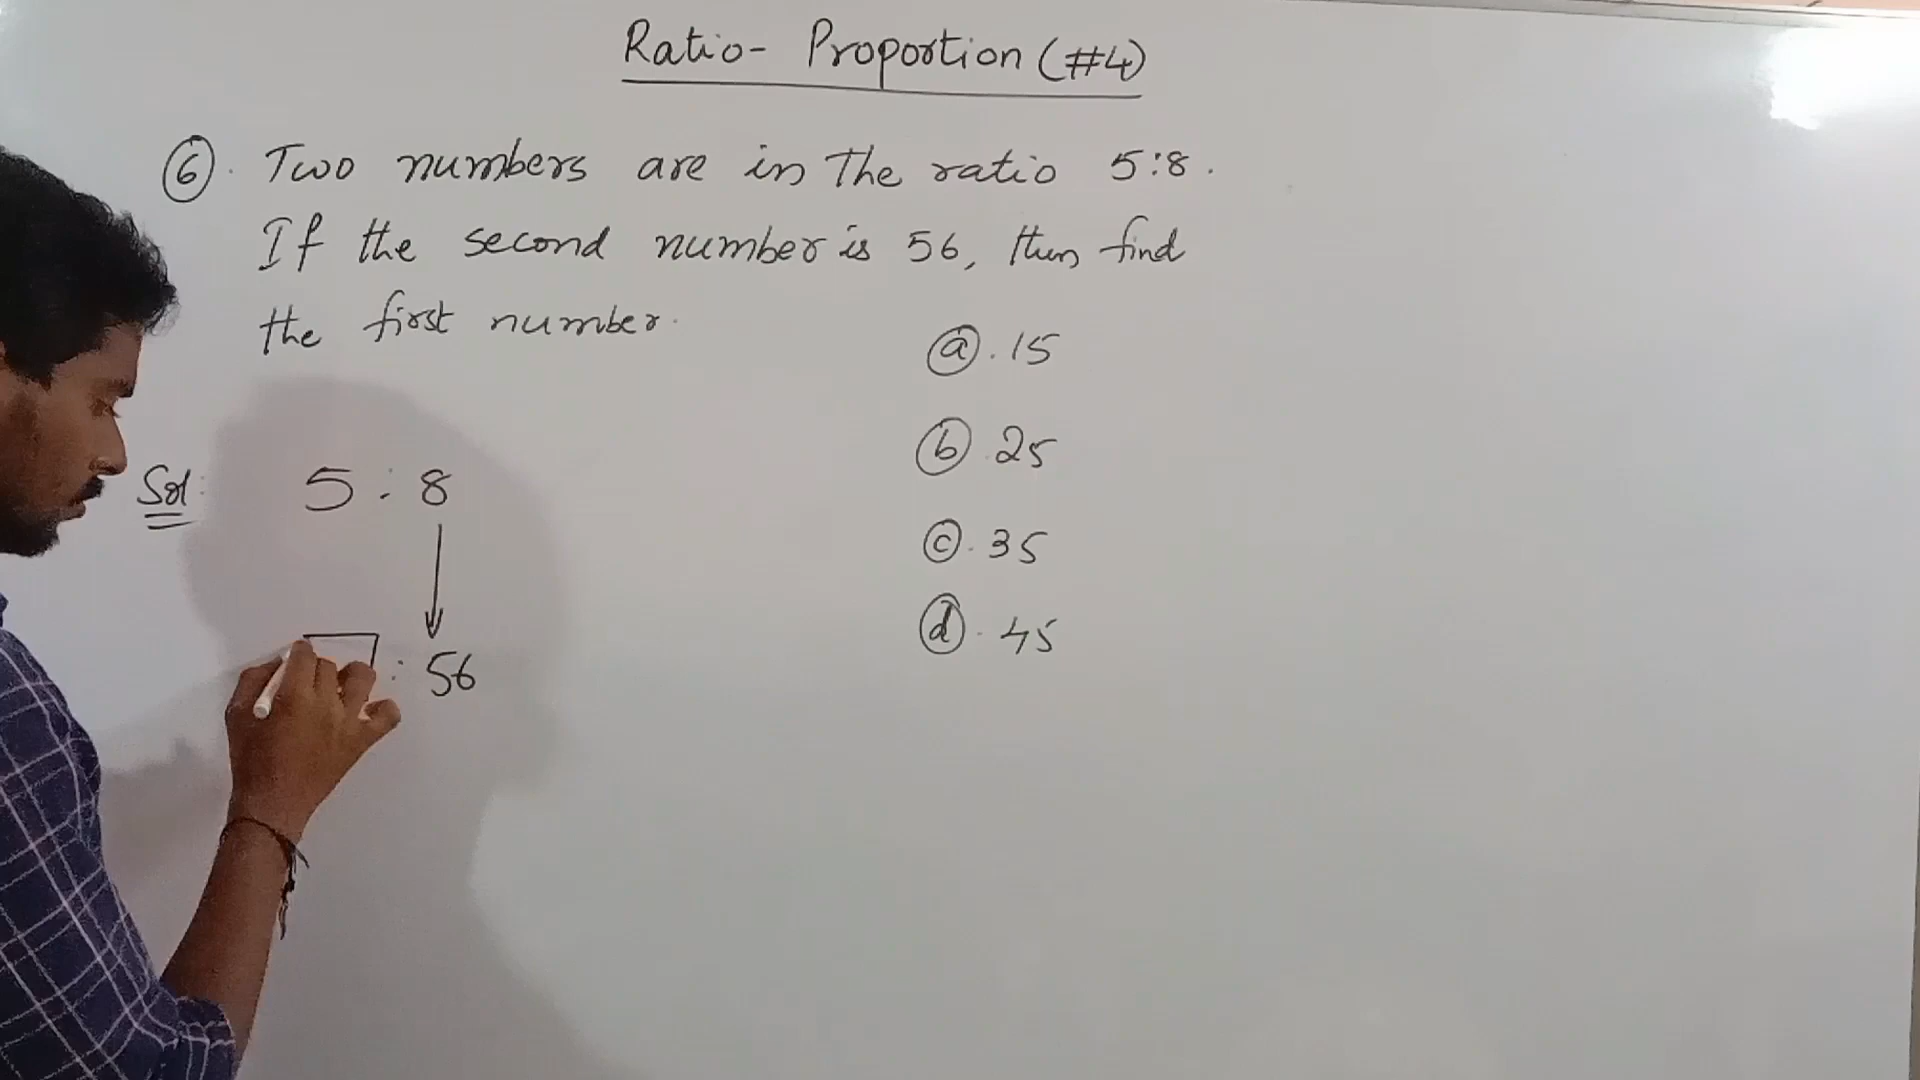 Ratio- Proportion (#4)
6. Two numbers are in The ratio 5:8.
If the second number is 56, then find
the first number.
a. 15
b. 25
c. 35
d. 45
Sol: 5 : 8
: 56